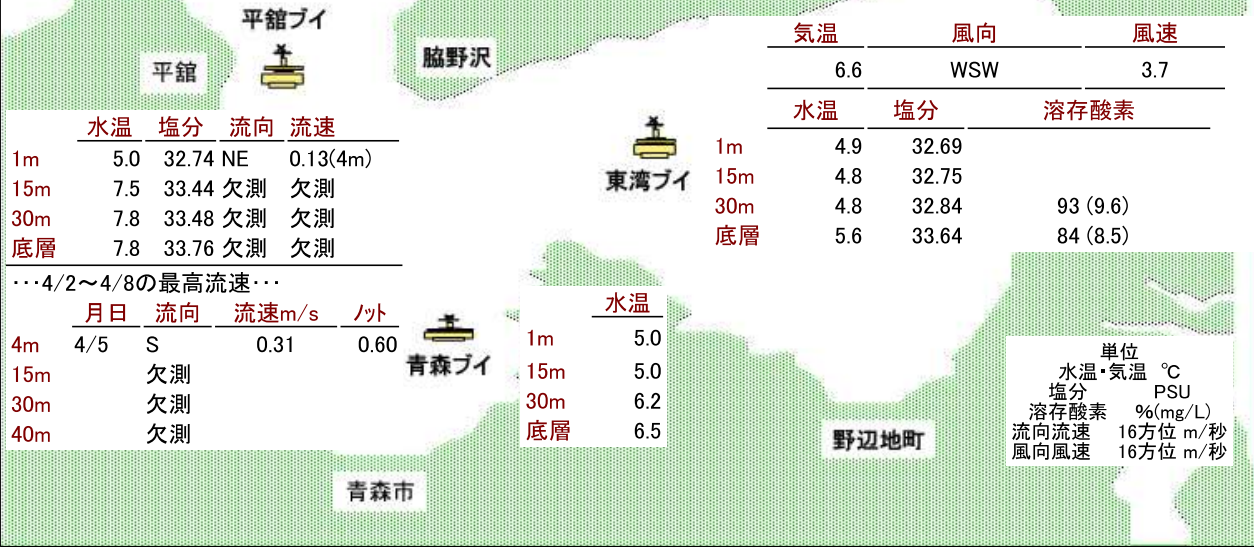 平舘ブイ
平舘
脇野沢
気温 風向 風速
6.6 WSW 3.7
水温 塩分 溶存酸素
1m 4.9 32.69
15m 4.8 32.75
30m 4.8 32.84 93 (9.6)
底層 5.6 33.64 84 (8.5)
東湾ブイ
水温 塩分 流向 流速
1m 5.0 32.74 NE 0.13(4m)
15m 7.5 33.44 欠測 欠測
30m 7.8 33.48 欠測 欠測
底層 7.8 33.76 欠測 欠測
…4/2～4/8の最高流速…
月日 流向 流速m/s ﾉｯﾄ
4m 4/5 S 0.31 0.60
15m 欠測
30m 欠測
40m 欠測
青森ブイ
水温
1m 5.0
15m 5.0
30m 6.2
底層 6.5
単位
水温・気温 ℃
塩分 PSU
溶存酸素 %(mg/L)
流向流速 16方位 m/秒
風向風速 16方位 m/秒
野辺地町
青森市